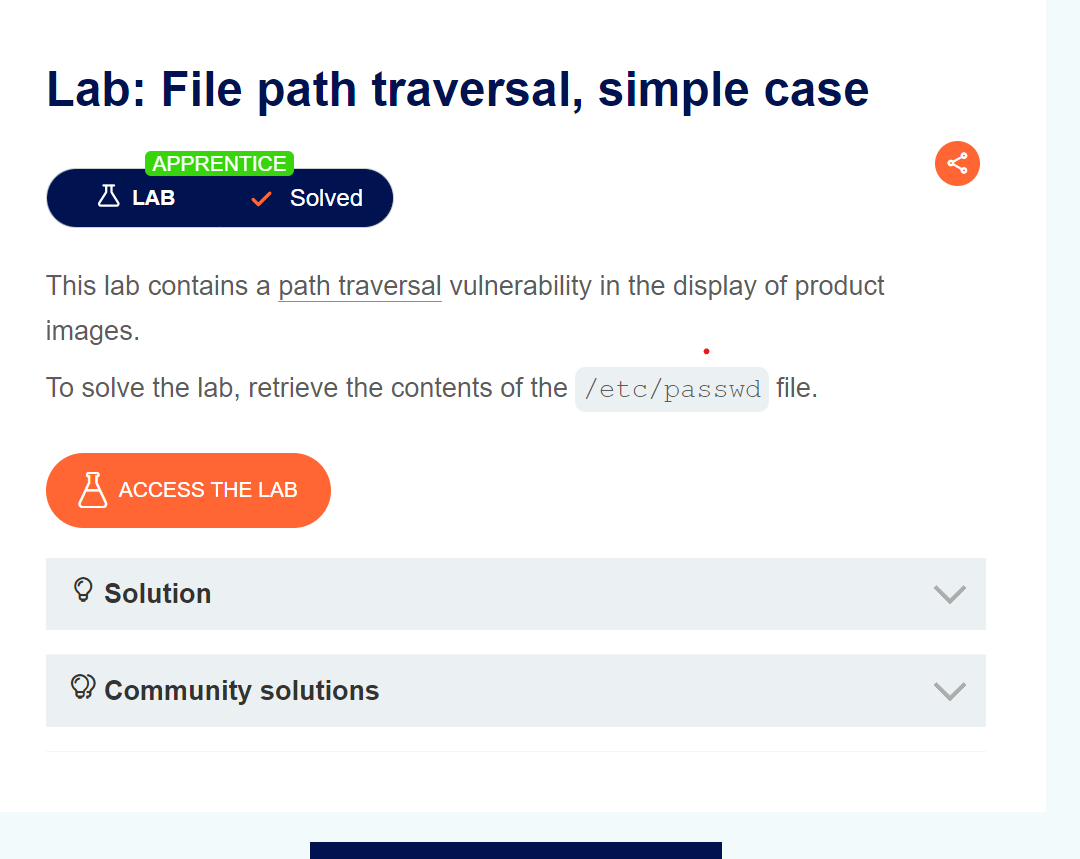 Lab: File path traversal, simple case
APPRENTICE
LAB Solved
This lab contains a path traversal vulnerability in the display of product
images.
To solve the lab, retrieve the contents of the /etc/passwd file.
ACCESS THE LAB
Solution
Community solutions